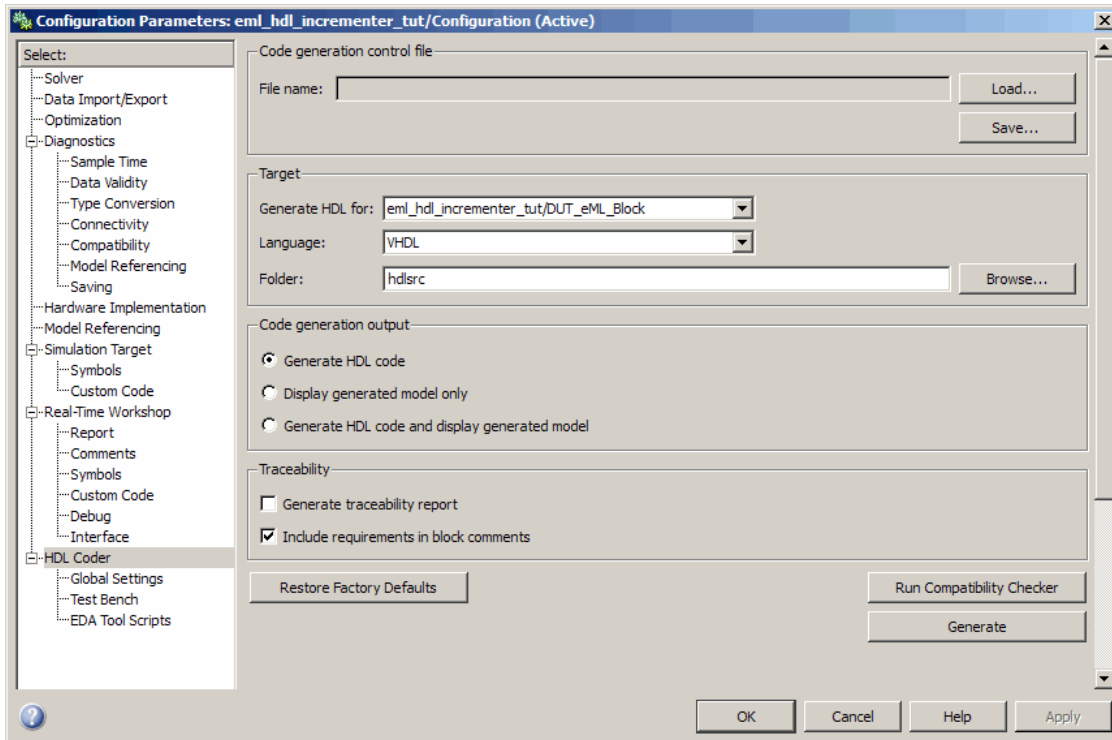 Configuration Parameters: eml_hdl_incrementer_tut/Configuration (Active)
Select:
Solver
Data Import/Export
Optimization
Diagnostics
Sample Time
Data Validity
Type Conversion
Connectivity
Compatibility
Model Referencing
Saving
Hardware Implementation
Model Referencing
Simulation Target
Symbols
Custom Code
Real-Time Workshop
Report
Comments
Symbols
Custom Code
Debug
Interface
HDL Coder
Global Settings
Test Bench
EDA Tool Scripts
Code generation control file
File name:
Load...
Save...
Target
Generate HDL for: eml_hdl_incrementer_tut/DUT_eML_Block
Language: VHDL
Folder: hdlsrc Browse...
Code generation output
Generate HDL code
Display generated model only
Generate HDL code and display generated model
Traceability
Generate traceability report
Include requirements in block comments
Restore Factory Defaults Run Compatibility Checker
Generate
? OK Cancel Help Apply